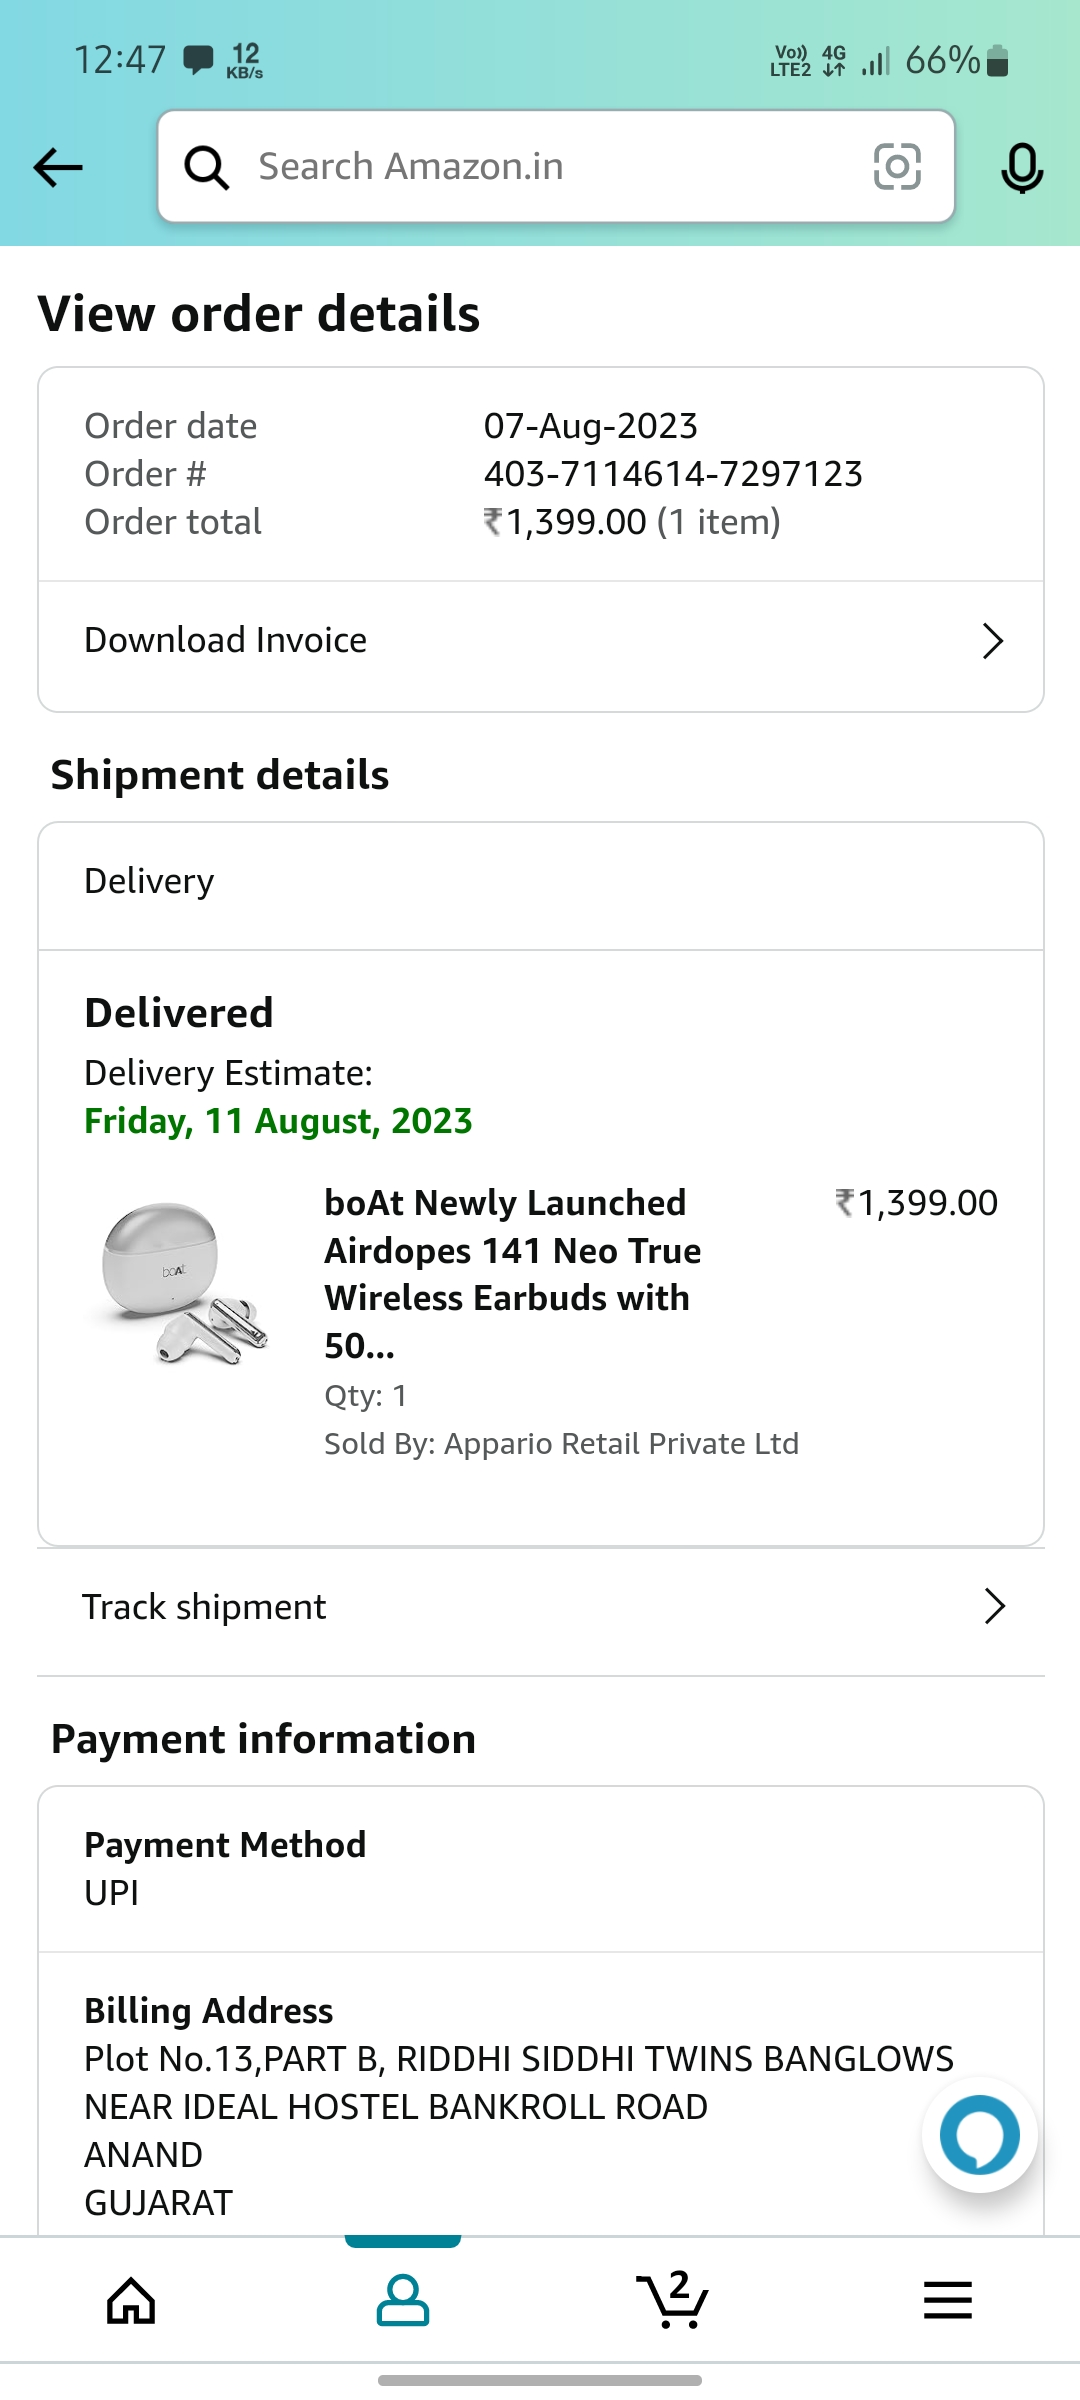 12:47
12
KB/s
Vo))
LTE2
4G
66%
Search Amazon.in
View order details
Order date 07-Aug-2023
Order # 403-7114614-7297123
Order total ₹1,399.00 (1 item)
Download Invoice
Shipment details
Delivery
Delivered
Delivery Estimate:
Friday, 11 August, 2023
boAt
boAt Newly Launched ₹1,399.00
Airdopes 141 Neo True
Wireless Earbuds with
50...
Qty: 1
Sold By: Appario Retail Private Ltd
Track shipment
Payment information
Payment Method
UPI
Billing Address
Plot No.13,PART B, RIDDHI SIDDHI TWINS BANGLOWS
NEAR IDEAL HOSTEL BANKROLL ROAD
ANAND
GUJARAT
2